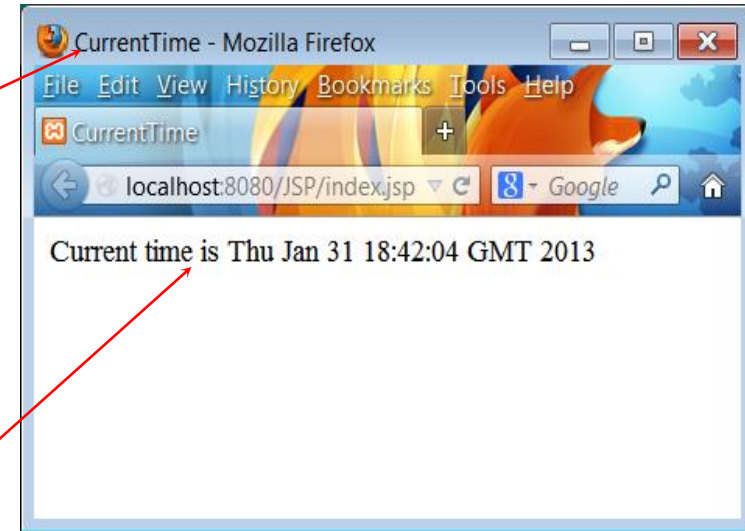 CurrentTime - Mozilla Firefox
File Edit View History Bookmarks Tools Help
CurrentTime +
localhost:8080/JSP/index.jsp 8 Google
Current time is Thu Jan 31 18:42:04 GMT 2013